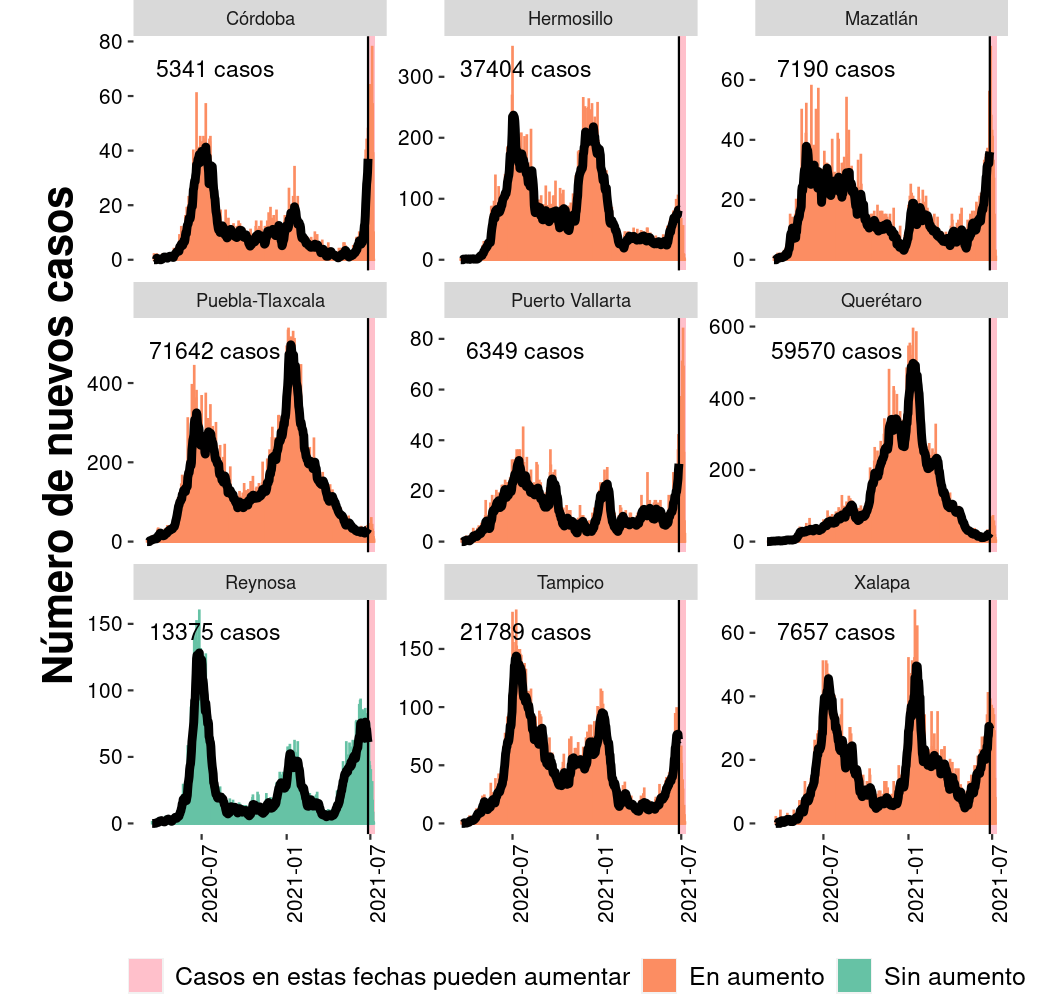 Número de nuevos casos
Córdoba
80
60
40
20
0
5341 casos
Hermosillo
300
200
100
0
37404 casos
Mazatlán
60
40
20
0
7190 casos
Puebla-Tlaxcala
400
200
0
71642 casos
Puerto Vallarta
80
60
40
20
0
6349 casos
Querétaro
600
400
200
0
59570 casos
Reynosa
150
100
50
0
13375 casos
Tampico
150
100
50
0
21789 casos
Xalapa
60
40
20
0
7657 casos
2020-07
2021-01
2021-07
2020-07
2021-01
2021-07
2020-07
2021-01
2021-07
Casos en estas fechas pueden aumentar
En aumento
Sin aumento